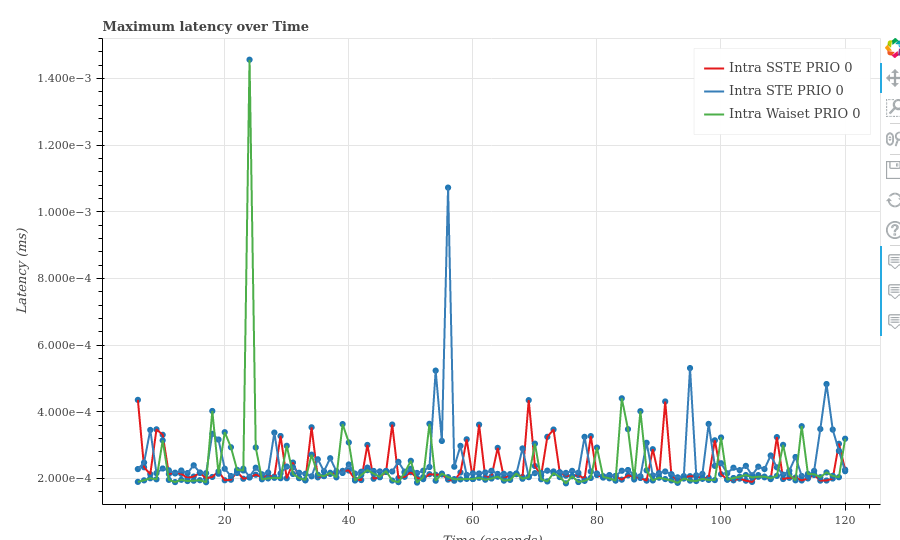 Maximum latency over Time
1.400e−3
1.200e−3
1.000e−3
8.000e−4
6.000e−4
4.000e−4
2.000e−4
Latency (ms)
Intra SSTE PRIO 0
Intra STE PRIO 0
Intra Waiset PRIO 0
20
40
60
80
100
120
Time (seconds)